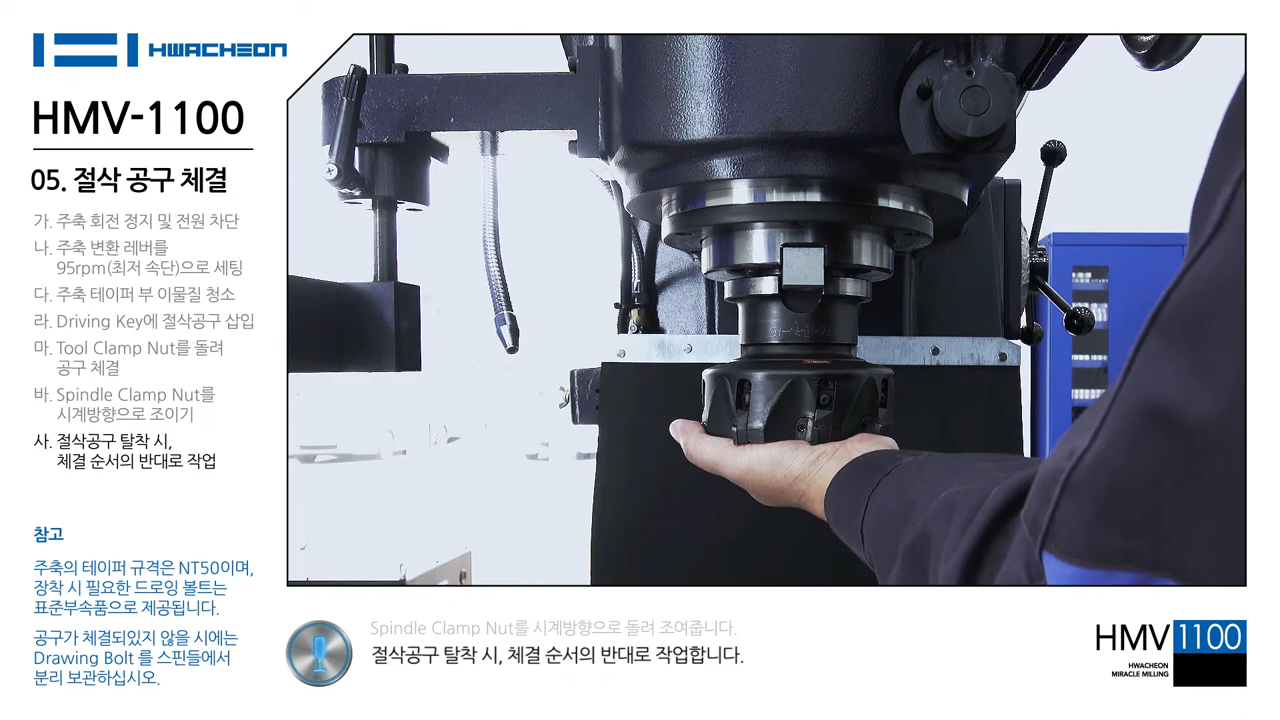 HWACHEON
HMV-1100
05. 절삭 공구 체결
가. 주축 회전 정지 및 전원 차단
나. 주축 변환 레버를
95rpm(최저 속단)으로 세팅
다. 주축 테이퍼 부 이물질 청소
라. Driving Key에 절삭공구 삽입
마. Tool Clamp Nut를 돌려
공구 체결
바. Spindle Clamp Nut를
시계방향으로 조이기
사. 절삭공구 탈착 시,
체결 순서의 반대로 작업
참고
주축의 테이퍼 규격은 NT50이며,
장착 시 필요한 드로잉 볼트는
표준부속품으로 제공됩니다.
공구가 체결되있지 않을 시에는
Drawing Bolt 를 스핀들에서
분리 보관하십시오.
Spindle Clamp Nut를 시계방향으로 돌려 조여줍니다.
절삭공구 탈착 시, 체결 순서의 반대로 작업합니다.
HMV 1100
HWACHEON
MIRACLE MILLING